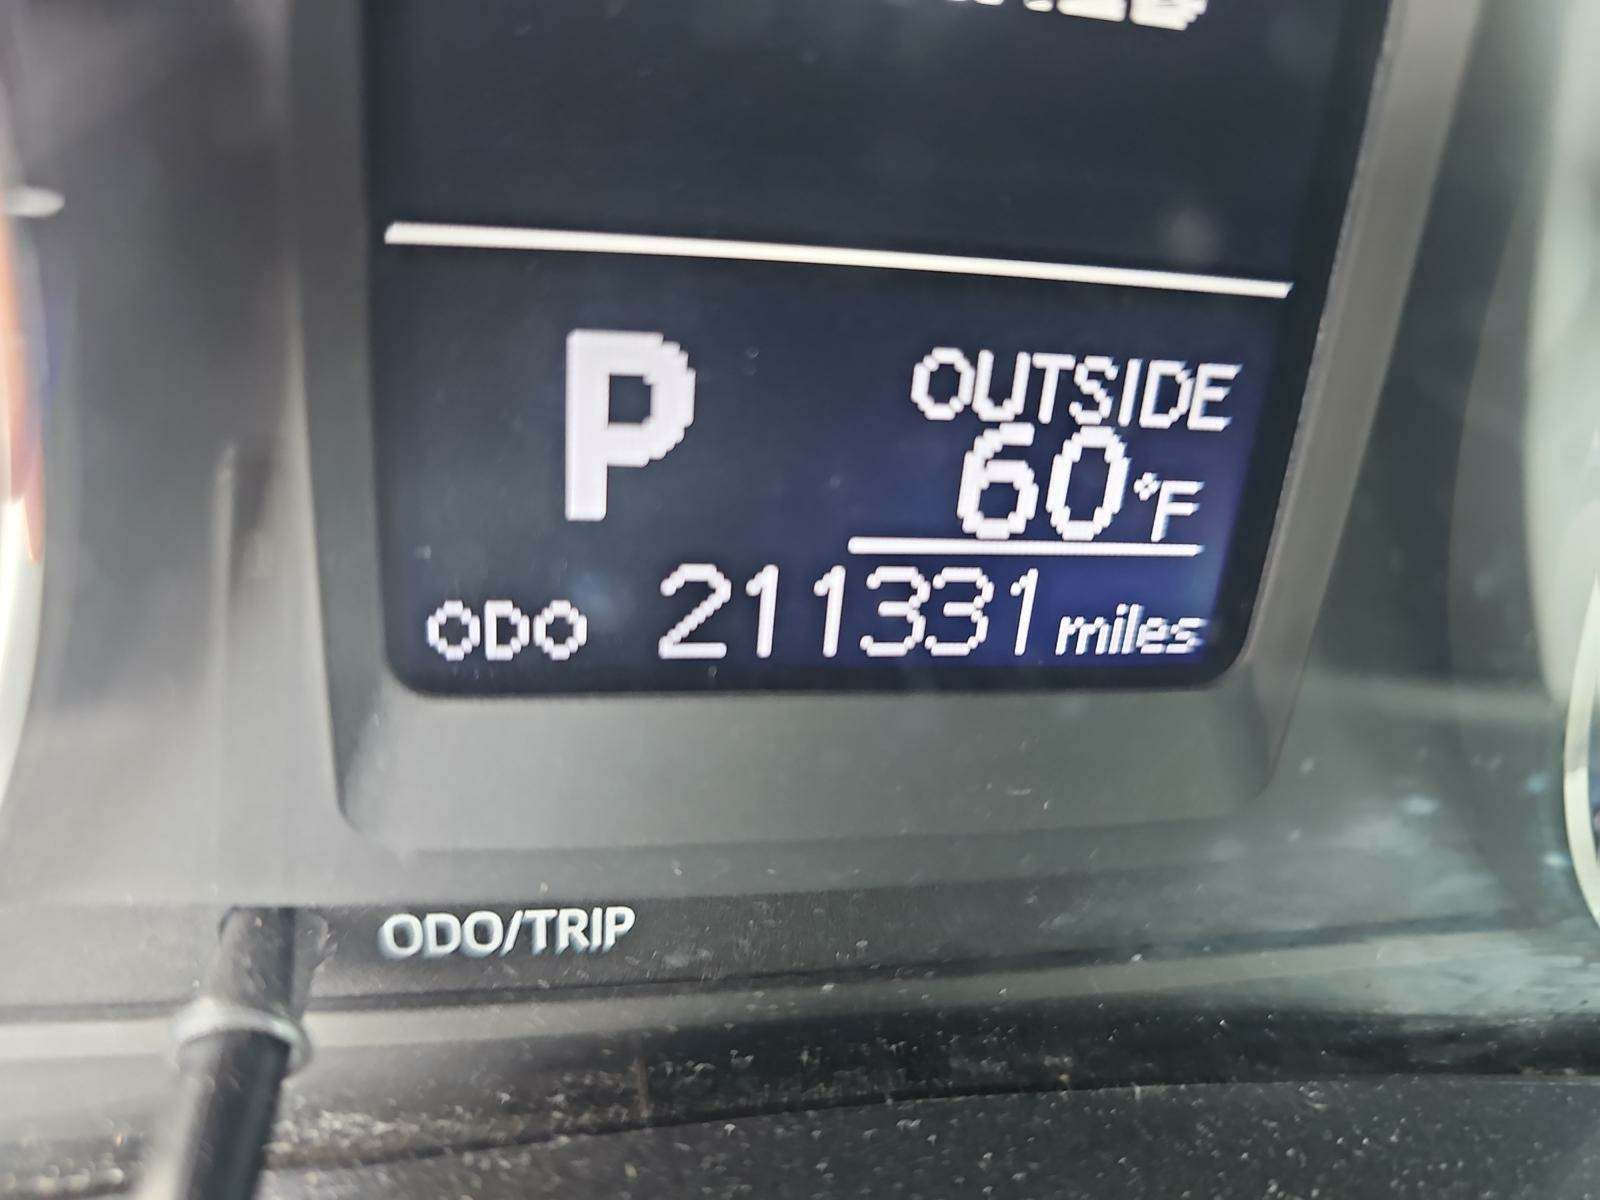 P
OUTSIDE
60°F
ODO 211331 miles
ODO/TRIP